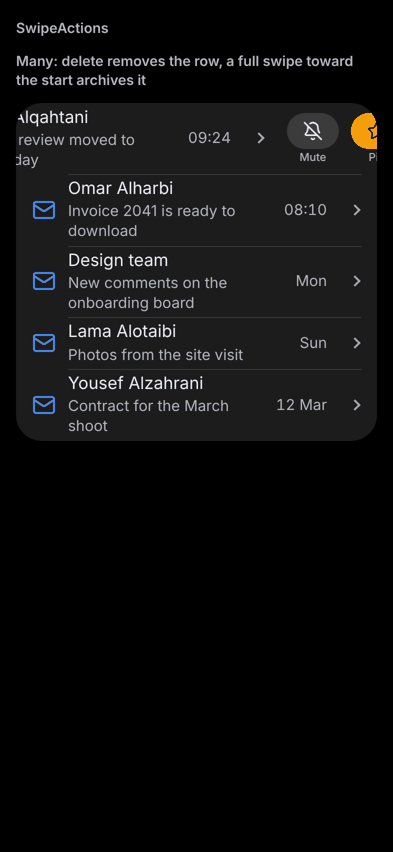 SwipeActions
Many: delete removes the row, a full swipe toward
the start archives it
Alqahtani
review moved to
09:24
Mute
Omar Alharbi
Invoice 2041 is ready to
download
08:10
Design team
New comments on the
onboarding board
Mon
Lama Alotaibi
Photos from the site visit
Sun
Yousef Alzahrani
Contract for the March
shoot
12 Mar